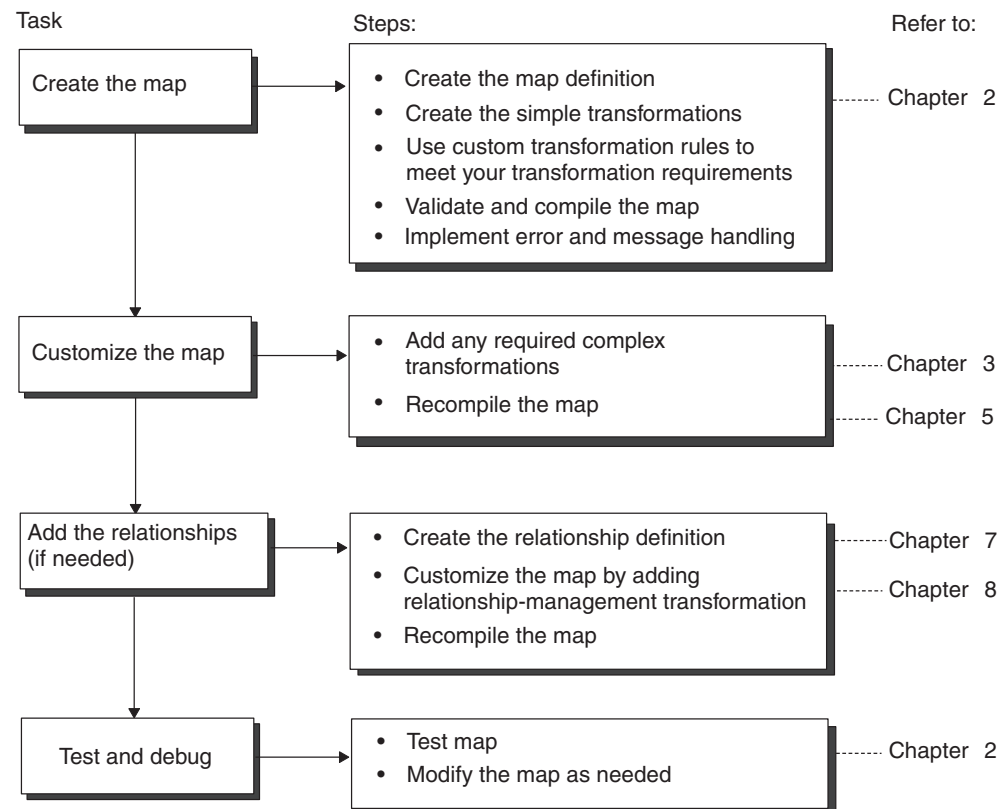 Task
Steps:
Refer to:
Create the map
• Create the map definition
• Create the simple transformations
• Use custom transformation rules to
meet your transformation requirements
• Validate and compile the map
• Implement error and message handling
Chapter 2
Customize the map
• Add any required complex
transformations
• Recompile the map
Chapter 3
Chapter 5
Add the relationships
(if needed)
• Create the relationship definition
• Customize the map by adding
relationship-management transformation
• Recompile the map
Chapter 7
Chapter 8
Test and debug
• Test map
• Modify the map as needed
Chapter 2